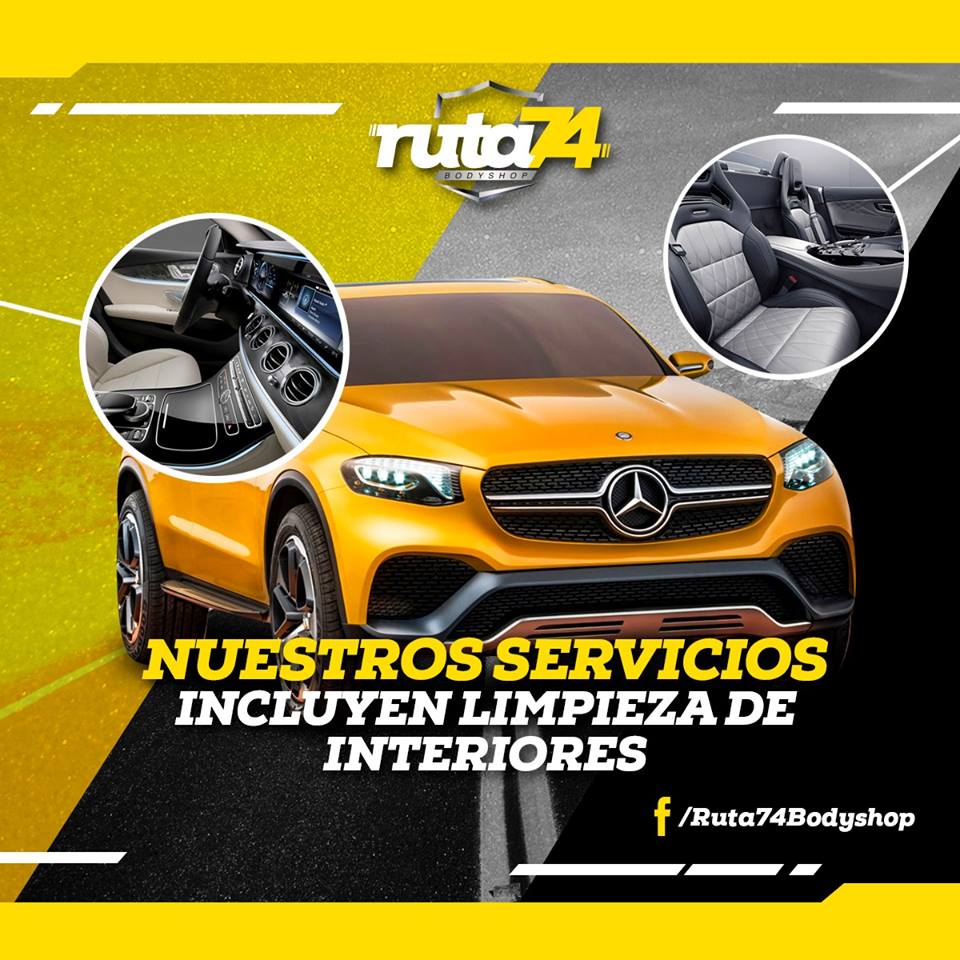 ruta74
BODYSHOP
NUESTROS SERVICIOS
INCLUYEN LIMPIEZA DE
INTERIORES
f /Ruta74Bodyshop